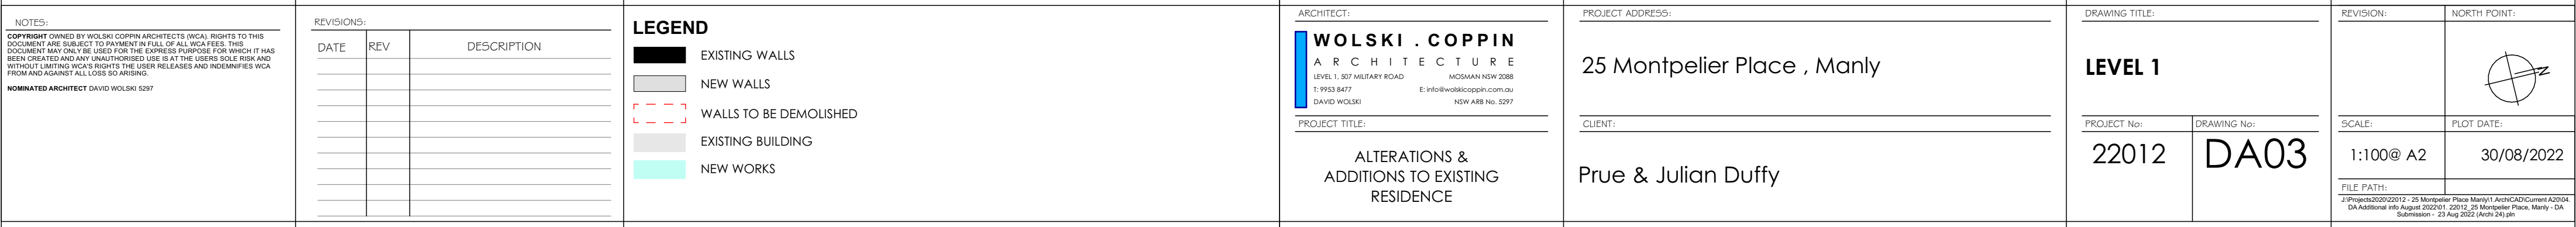 NOTES:
COPYRIGHT OWNED BY WOLSKI COPPIN ARCHITECTS (WCA). RIGHTS TO THIS
DOCUMENT ARE SUBJECT TO PAYMENT IN FULL OF ALL WCA FEES. THIS
DOCUMENT MAY ONLY BE USED FOR THE EXPRESS PURPOSE FOR WHICH IT HAS
BEEN CREATED AND ANY UNAUTHORISED USE IS AT THE USERS SOLE RISK AND
WITHOUT LIMITING WCA'S RIGHTS THE USER RELEASES AND INDEMNIFIES WCA
FROM AND AGAINST ALL LOSS SO ARISING.
NOMINATED ARCHITECT DAVID WOLSKI 5297
REVISIONS:
DATE REV DESCRIPTION
LEGEND
EXISTING WALLS
NEW WALLS
WALLS TO BE DEMOLISHED
EXISTING BUILDING
NEW WORKS
ARCHITECT:
WOLSKI . COPPIN
ARCHITECTURE
LEVEL 1, 507 MILITARY ROAD MOSMAN NSW 2088
T: 9953 8477 E: info@wolskicoppin.com.au
DAVID WOLSKI NSW ARB No. 5297
PROJECT TITLE:
ALTERATIONS &
ADDITIONS TO EXISTING
RESIDENCE
PROJECT ADDRESS:
25 Montpelier Place , Manly
CLIENT:
Prue & Julian Duffy
DRAWING TITLE:
LEVEL 1
PROJECT No: DRAWING No:
22012 DA03
REVISION: NORTH POINT:
N
SCALE: PLOT DATE:
1:100@ A2 30/08/2022
FILE PATH:
J:\Projects2020\22012 - 25 Montpelier Place Manly\1.ArchiCAD\Current A20\04.
DA Additional info August 2022\01. 22012_25 Montpelier Place, Manly - DA
Submission - 23 Aug 2022 (Archi 24).pln